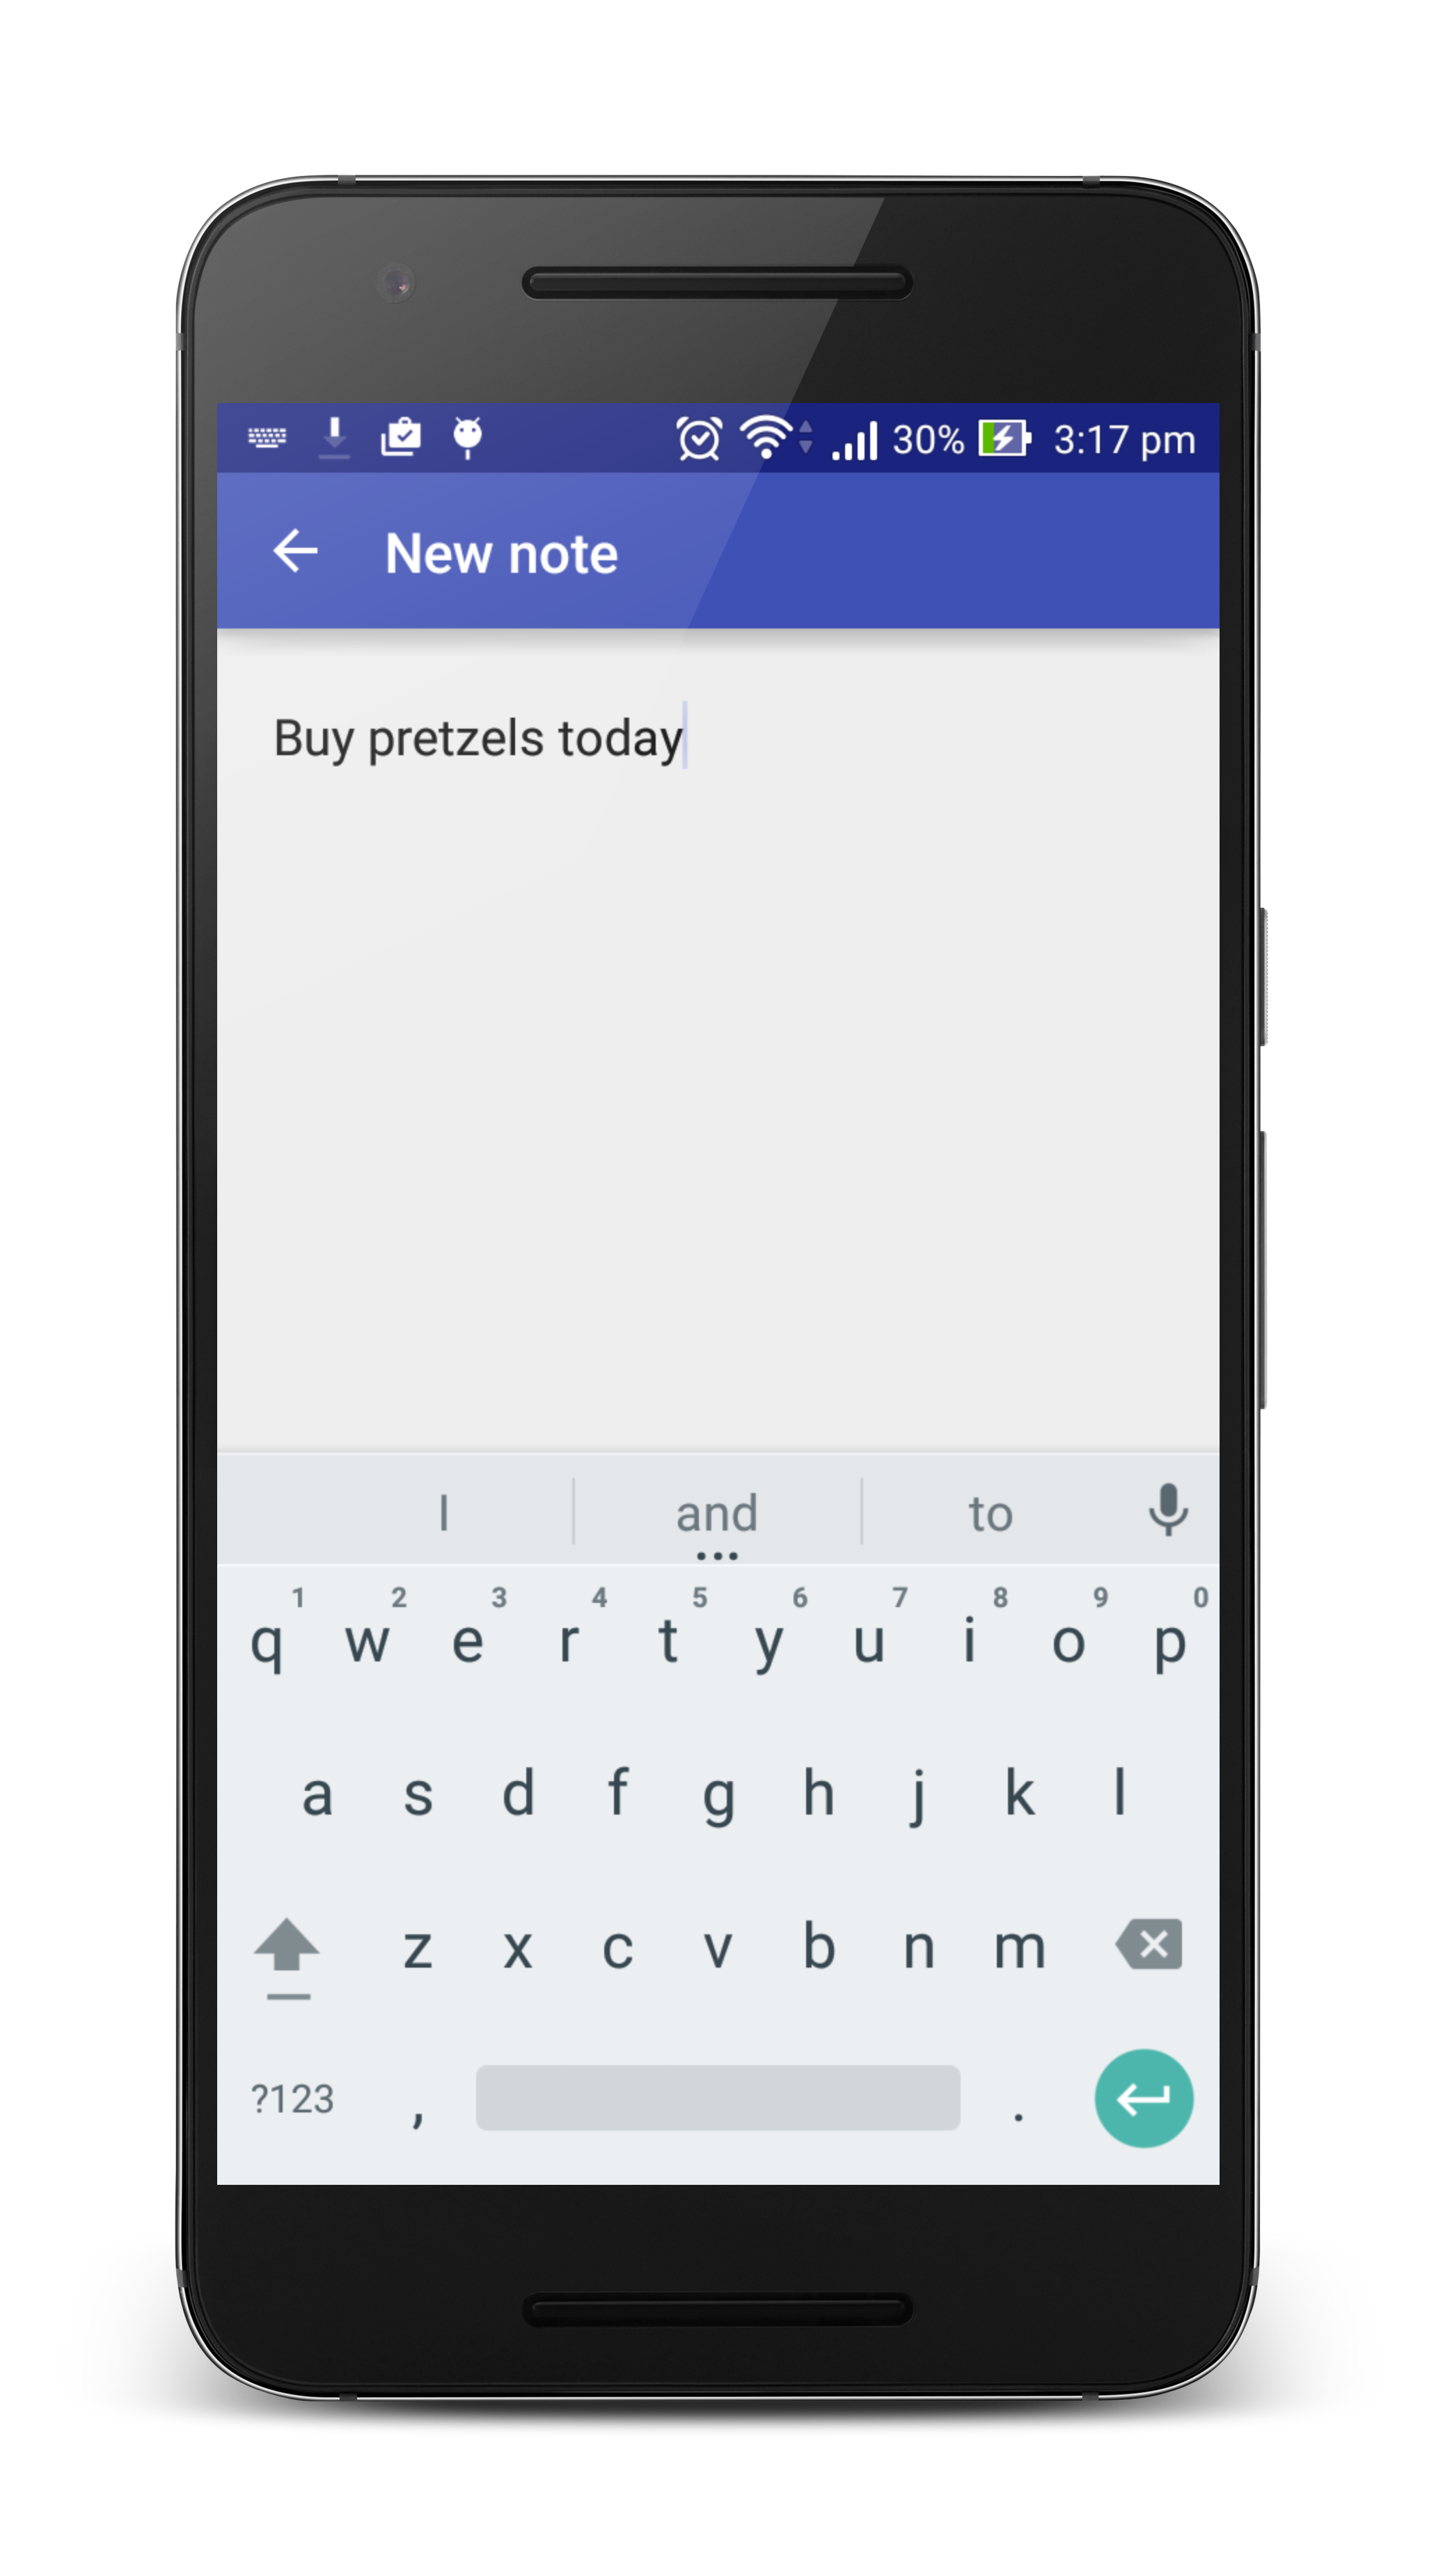 30% 3:17 pm
New note
Buy pretzels today
I and to
1 2 3 4 5 6 7 8 9 0
q w e r t y u i o p
a s d f g h j k l
z x c v b n m
?123 , .